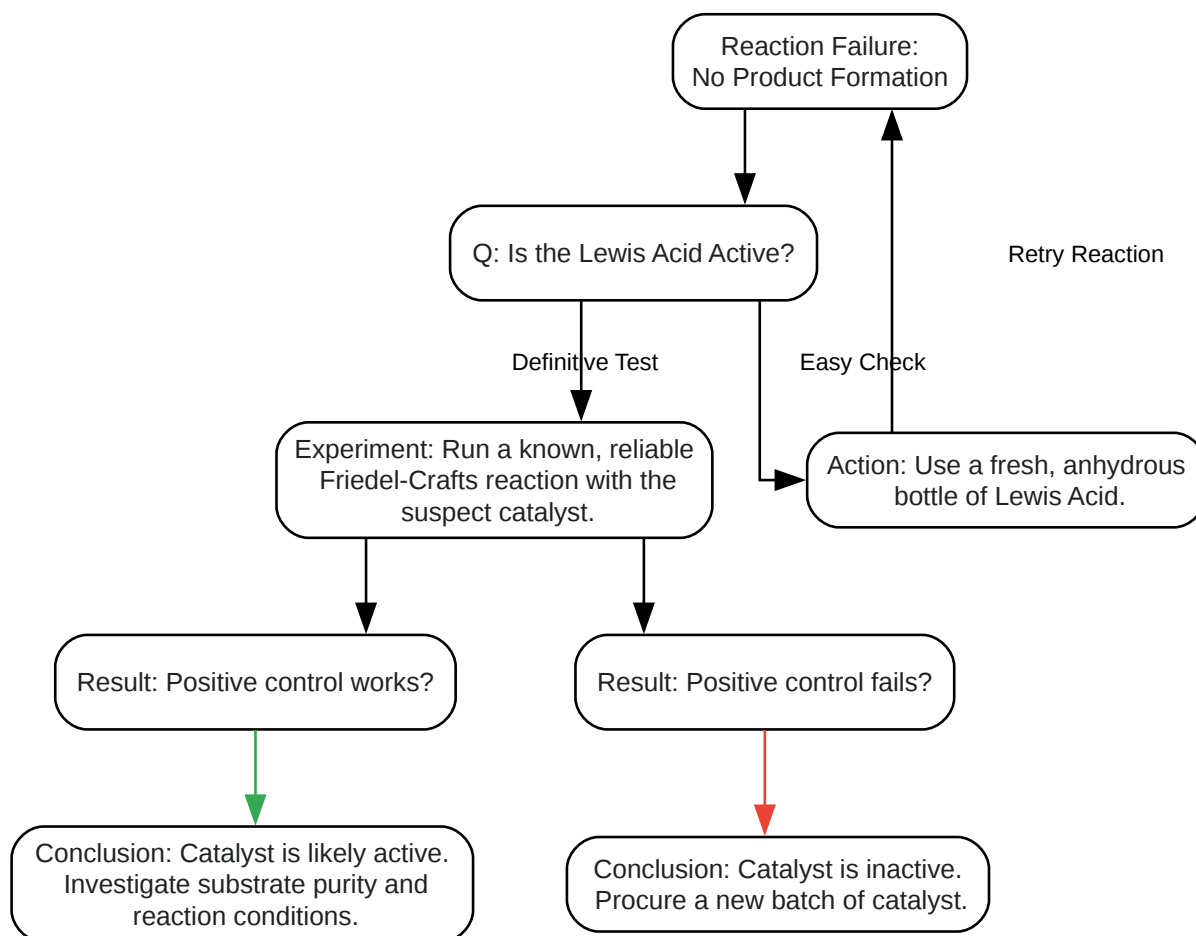 Reaction Failure:
No Product Formation
Q: Is the Lewis Acid Active?
Retry Reaction
Definitive Test
Easy Check
Experiment: Run a known, reliable
Friedel-Crafts reaction with the
suspect catalyst.
Action: Use a fresh, anhydrous
bottle of Lewis Acid.
Result: Positive control works?
Result: Positive control fails?
Conclusion: Catalyst is likely active.
Investigate substrate purity and
reaction conditions.
Conclusion: Catalyst is inactive.
Procure a new batch of catalyst.